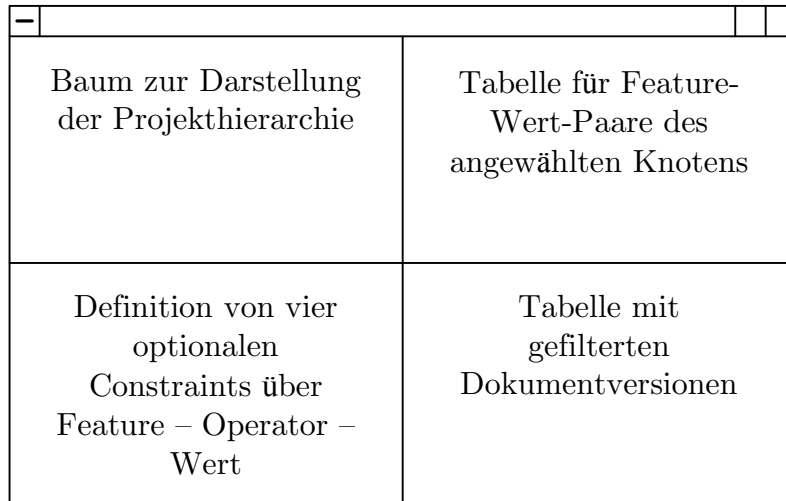 Baum zur Darstellung
der Projekthierarchie
Tabelle für Feature-
Wert-Paare des
angewählten Knotens
Definition von vier
optionalen
Constraints über
Feature – Operator –
Wert
Tabelle mit
gefilterten
Dokumentversionen